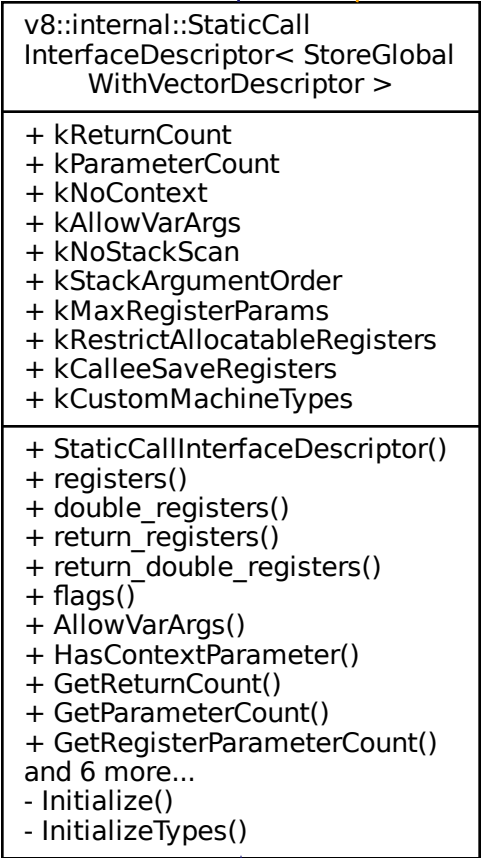 v8::internal::StaticCall
InterfaceDescriptor< StoreGlobal
WithVectorDescriptor >
+ kReturnCount
+ kParameterCount
+ kNoContext
+ kAllowVarArgs
+ kNoStackScan
+ kStackArgumentOrder
+ kMaxRegisterParams
+ kRestrictAllocatableRegisters
+ kCalleeSaveRegisters
+ kCustomMachineTypes
+ StaticCallInterfaceDescriptor()
+ registers()
+ double_registers()
+ return_registers()
+ return_double_registers()
+ flags()
+ AllowVarArgs()
+ HasContextParameter()
+ GetReturnCount()
+ GetParameterCount()
+ GetRegisterParameterCount()
and 6 more...
- Initialize()
- InitializeTypes()